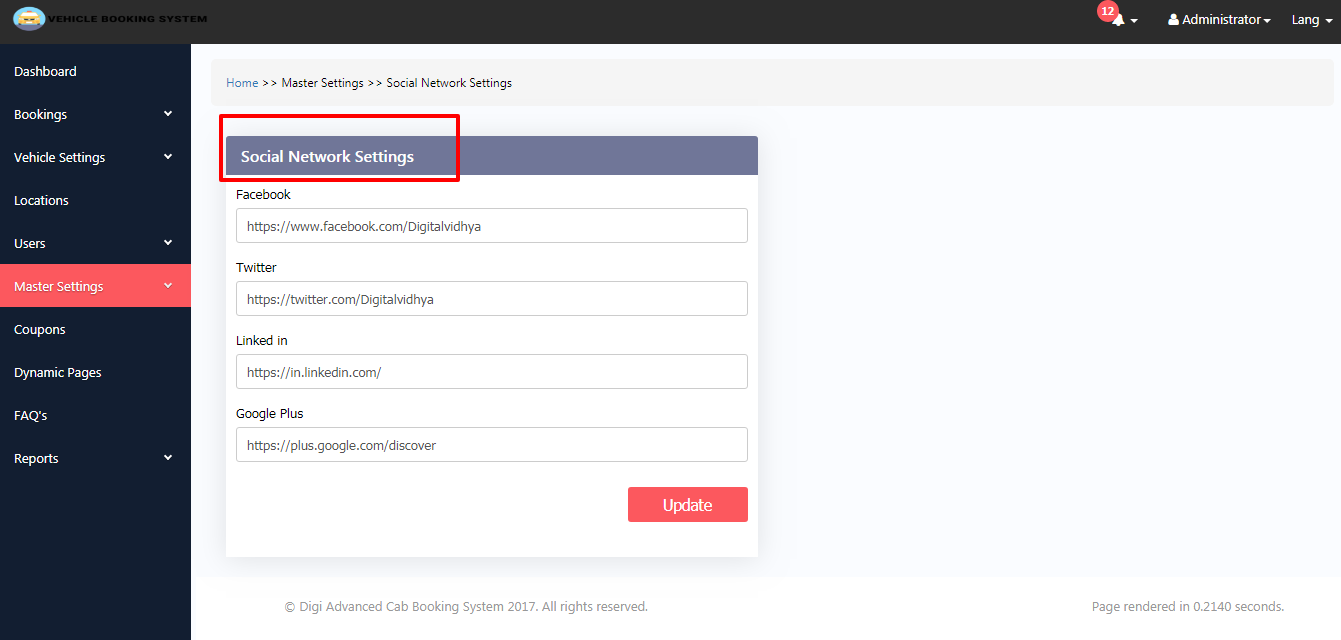 VEHICLE BOOKING SYSTEM
12
Administrator
Lang
Dashboard
Bookings
Vehicle Settings
Locations
Users
Master Settings
Coupons
Dynamic Pages
FAQ's
Reports
Home >> Master Settings >> Social Network Settings
Social Network Settings
Facebook
https://www.facebook.com/Digitalvidhya
Twitter
https://twitter.com/Digitalvidhya
Linked in
https://in.linkedin.com/
Google Plus
https://plus.google.com/discover
Update
© Digi Advanced Cab Booking System 2017. All rights reserved.
Page rendered in 0.2140 seconds.